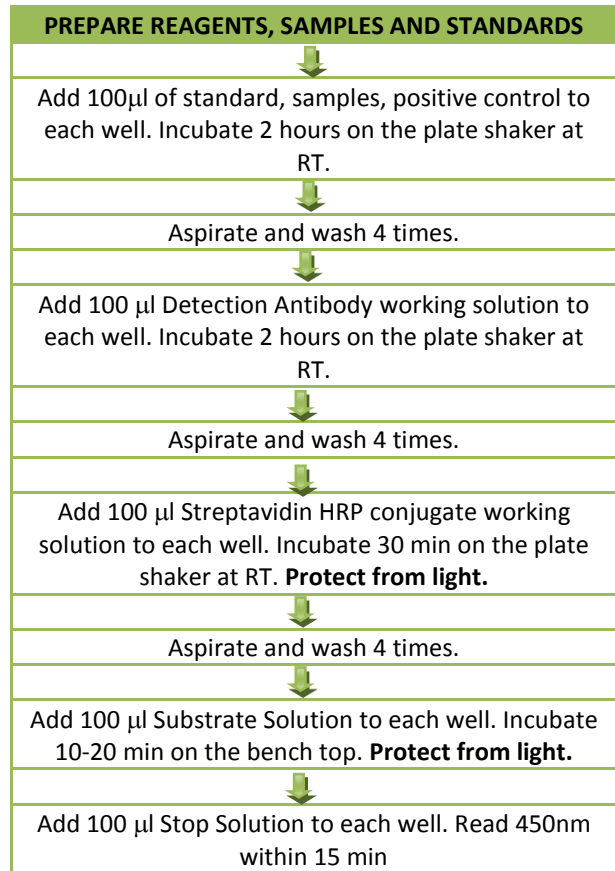 PREPARE REAGENTS, SAMPLES AND STANDARDS
Add 100μl of standard, samples, positive control to
each well. Incubate 2 hours on the plate shaker at
RT.
Aspirate and wash 4 times.
Add 100 μl Detection Antibody working solution to
each well. Incubate 2 hours on the plate shaker at
RT.
Aspirate and wash 4 times.
Add 100 μl Streptavidin HRP conjugate working
solution to each well. Incubate 30 min on the plate
shaker at RT. Protect from light.
Aspirate and wash 4 times.
Add 100 μl Substrate Solution to each well. Incubate
10-20 min on the bench top. Protect from light.
Add 100 μl Stop Solution to each well. Read 450nm
within 15 min